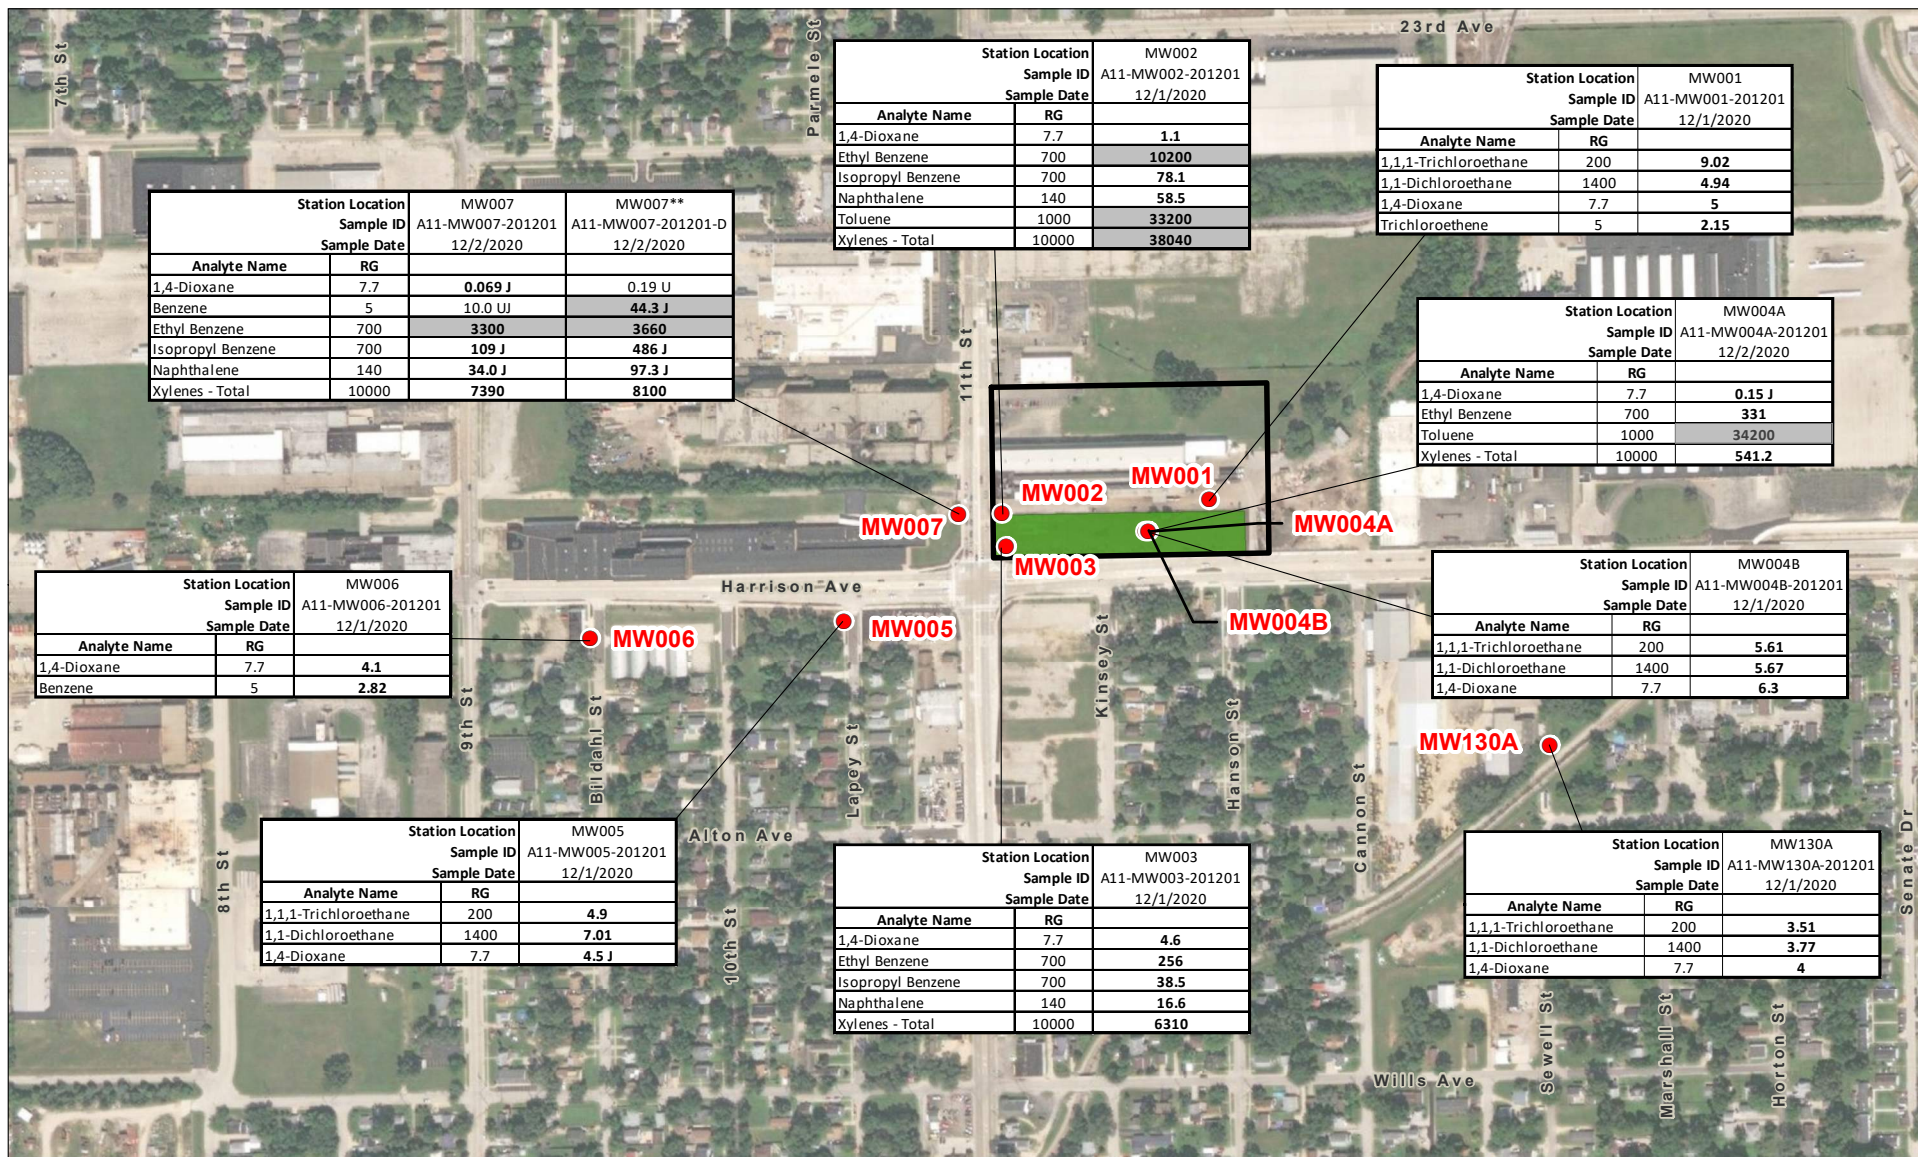 23rd Ave
7th St
Parmele St
Station Location MW002
Sample ID A11-MW002-201201
Sample Date 12/1/2020
Analyte Name RG
1,4-Dioxane 7.7 1.1
Ethyl Benzene 700 10200
Isopropyl Benzene 700 78.1
Naphthalene 140 58.5
Toluene 1000 33200
Xylenes - Total 10000 38040
Station Location MW001
Sample ID A11-MW001-201201
Sample Date 12/1/2020
Analyte Name RG
1,1,1-Trichloroethane 200 9.02
1,1-Dichloroethane 1400 4.94
1,4-Dioxane 7.7 5
Trichloroethene 5 2.15
Station Location MW007 MW007**
Sample ID A11-MW007-201201 A11-MW007-201201-D
Sample Date 12/2/2020 12/2/2020
Analyte Name RG
1,4-Dioxane 7.7 0.069 J 0.19 U
Benzene 5 10.0 UJ 44.3 J
Ethyl Benzene 700 3300 3660
Isopropyl Benzene 700 109 J 486 J
Naphthalene 140 34.0 J 97.3 J
Xylenes - Total 10000 7390 8100
Station Location MW004A
Sample ID A11-MW004A-201201
Sample Date 12/2/2020
Analyte Name RG
1,4-Dioxane 7.7 0.15 J
Ethyl Benzene 700 331
Toluene 1000 34200
Xylenes - Total 10000 541.2
11th St
MW001
MW002
MW007
MW004A
MW003
Harrison Ave
Station Location MW004B
Sample ID A11-MW004B-201201
Sample Date 12/1/2020
Analyte Name RG
1,1,1-Trichloroethane 200 5.61
1,1-Dichloroethane 1400 5.67
1,4-Dioxane 7.7 6.3
Station Location MW006
Sample ID A11-MW006-201201
Sample Date 12/1/2020
Analyte Name RG
1,4-Dioxane 7.7 4.1
Benzene 5 2.82
MW006
MW005
MW004B
Kinsey St
9th St
Bildahl St
Lapey St
Hanson St
MW130A
Cannon St
Alton Ave
8th St
10th St
Senate Dr
Station Location MW005
Sample ID A11-MW005-201201
Sample Date 12/1/2020
Analyte Name RG
1,1,1-Trichloroethane 200 4.9
1,1-Dichloroethane 1400 7.01
1,4-Dioxane 7.7 4.5 J
Station Location MW003
Sample ID A11-MW003-201201
Sample Date 12/1/2020
Analyte Name RG
1,4-Dioxane 7.7 4.6
Ethyl Benzene 700 256
Isopropyl Benzene 700 38.5
Naphthalene 140 16.6
Xylenes - Total 10000 6310
Station Location MW130A
Sample ID A11-MW130A-201201
Sample Date 12/1/2020
Analyte Name RG
1,1,1-Trichloroethane 200 3.51
1,1-Dichloroethane 1400 3.77
1,4-Dioxane 7.7 4
Wills Ave
Sewell St
Marshall St
Horton St